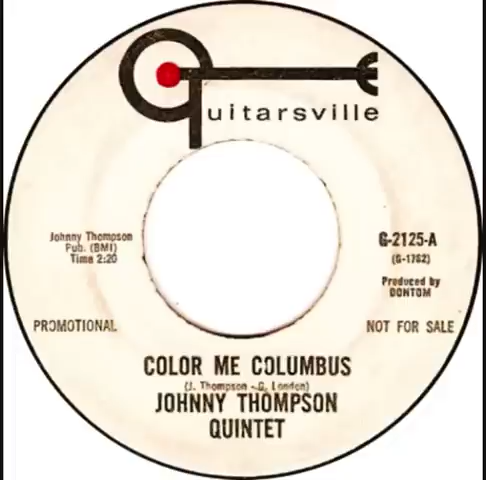 Guitarsville
Johnny Thompson
Pub. (BMI)
Time 2:20
G-2125-A
(G-1762)
Produced by
DONTOM
PROMOTIONAL
NOT FOR SALE
COLOR ME COLUMBUS
(J. Thompson - G. London)
JOHNNY THOMPSON
QUINTET